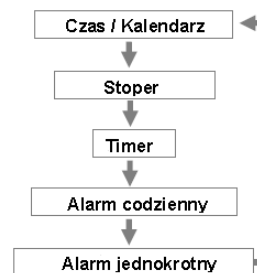 Czas / Kalendarz
Stoper
Timer
Alarm codzienny
Alarm jednokrotny